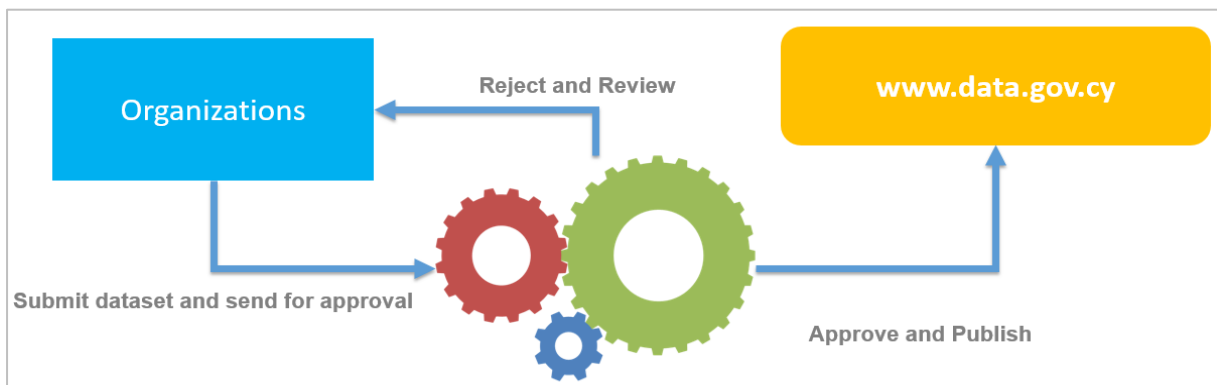 Organizations
Reject and Review
www.data.gov.cy
Submit dataset and send for approval
Approve and Publish